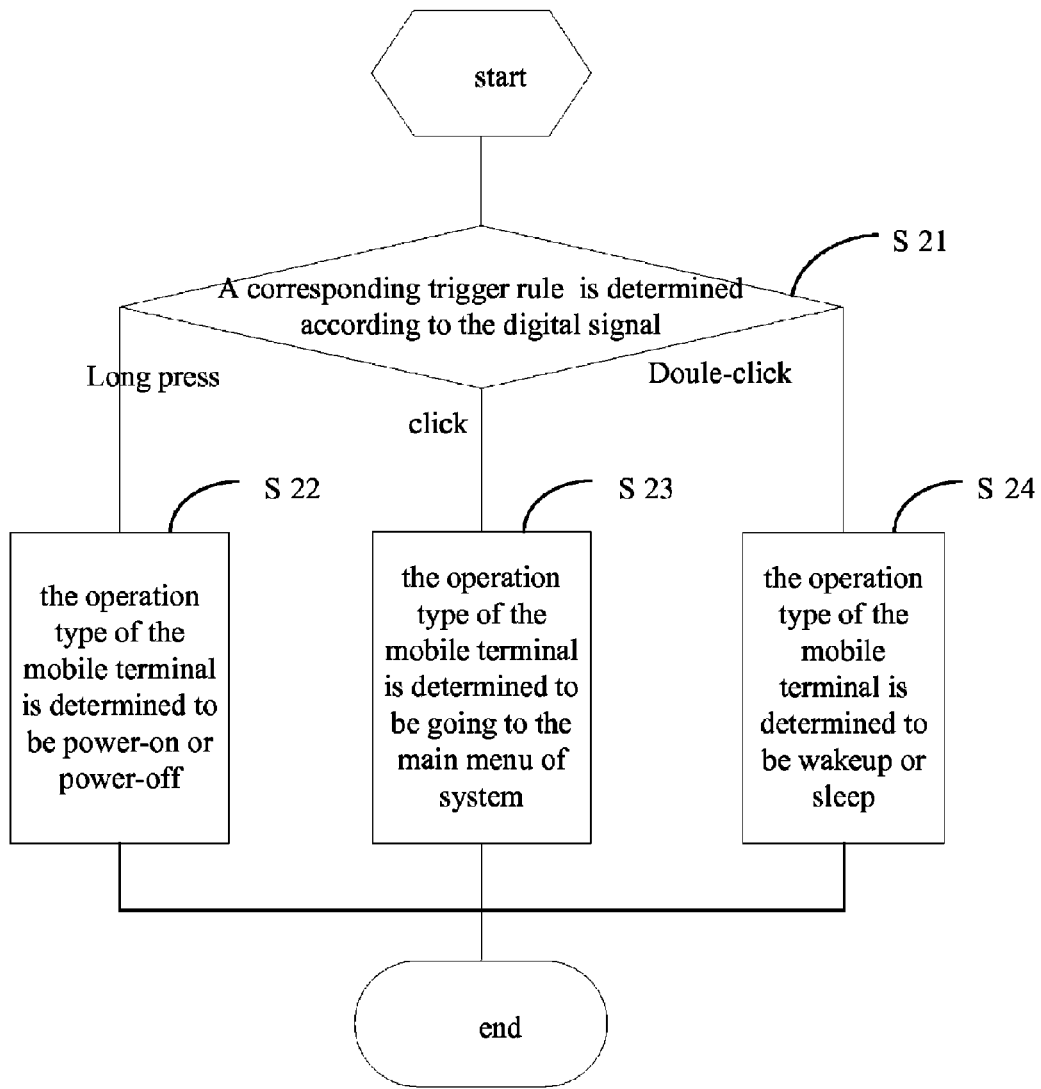 start
S 21
A corresponding trigger rule is determined
according to the digital signal
Long press
click
Doule-click
S 22
S 23
S 24
the operation
type of the
mobile terminal
is determined to
be power-on or
power-off
the operation
type of the
mobile terminal
is determined to
be going to the
main menu of
system
the operation
type of the
mobile
terminal is
determined to
be wakeup or
sleep
end